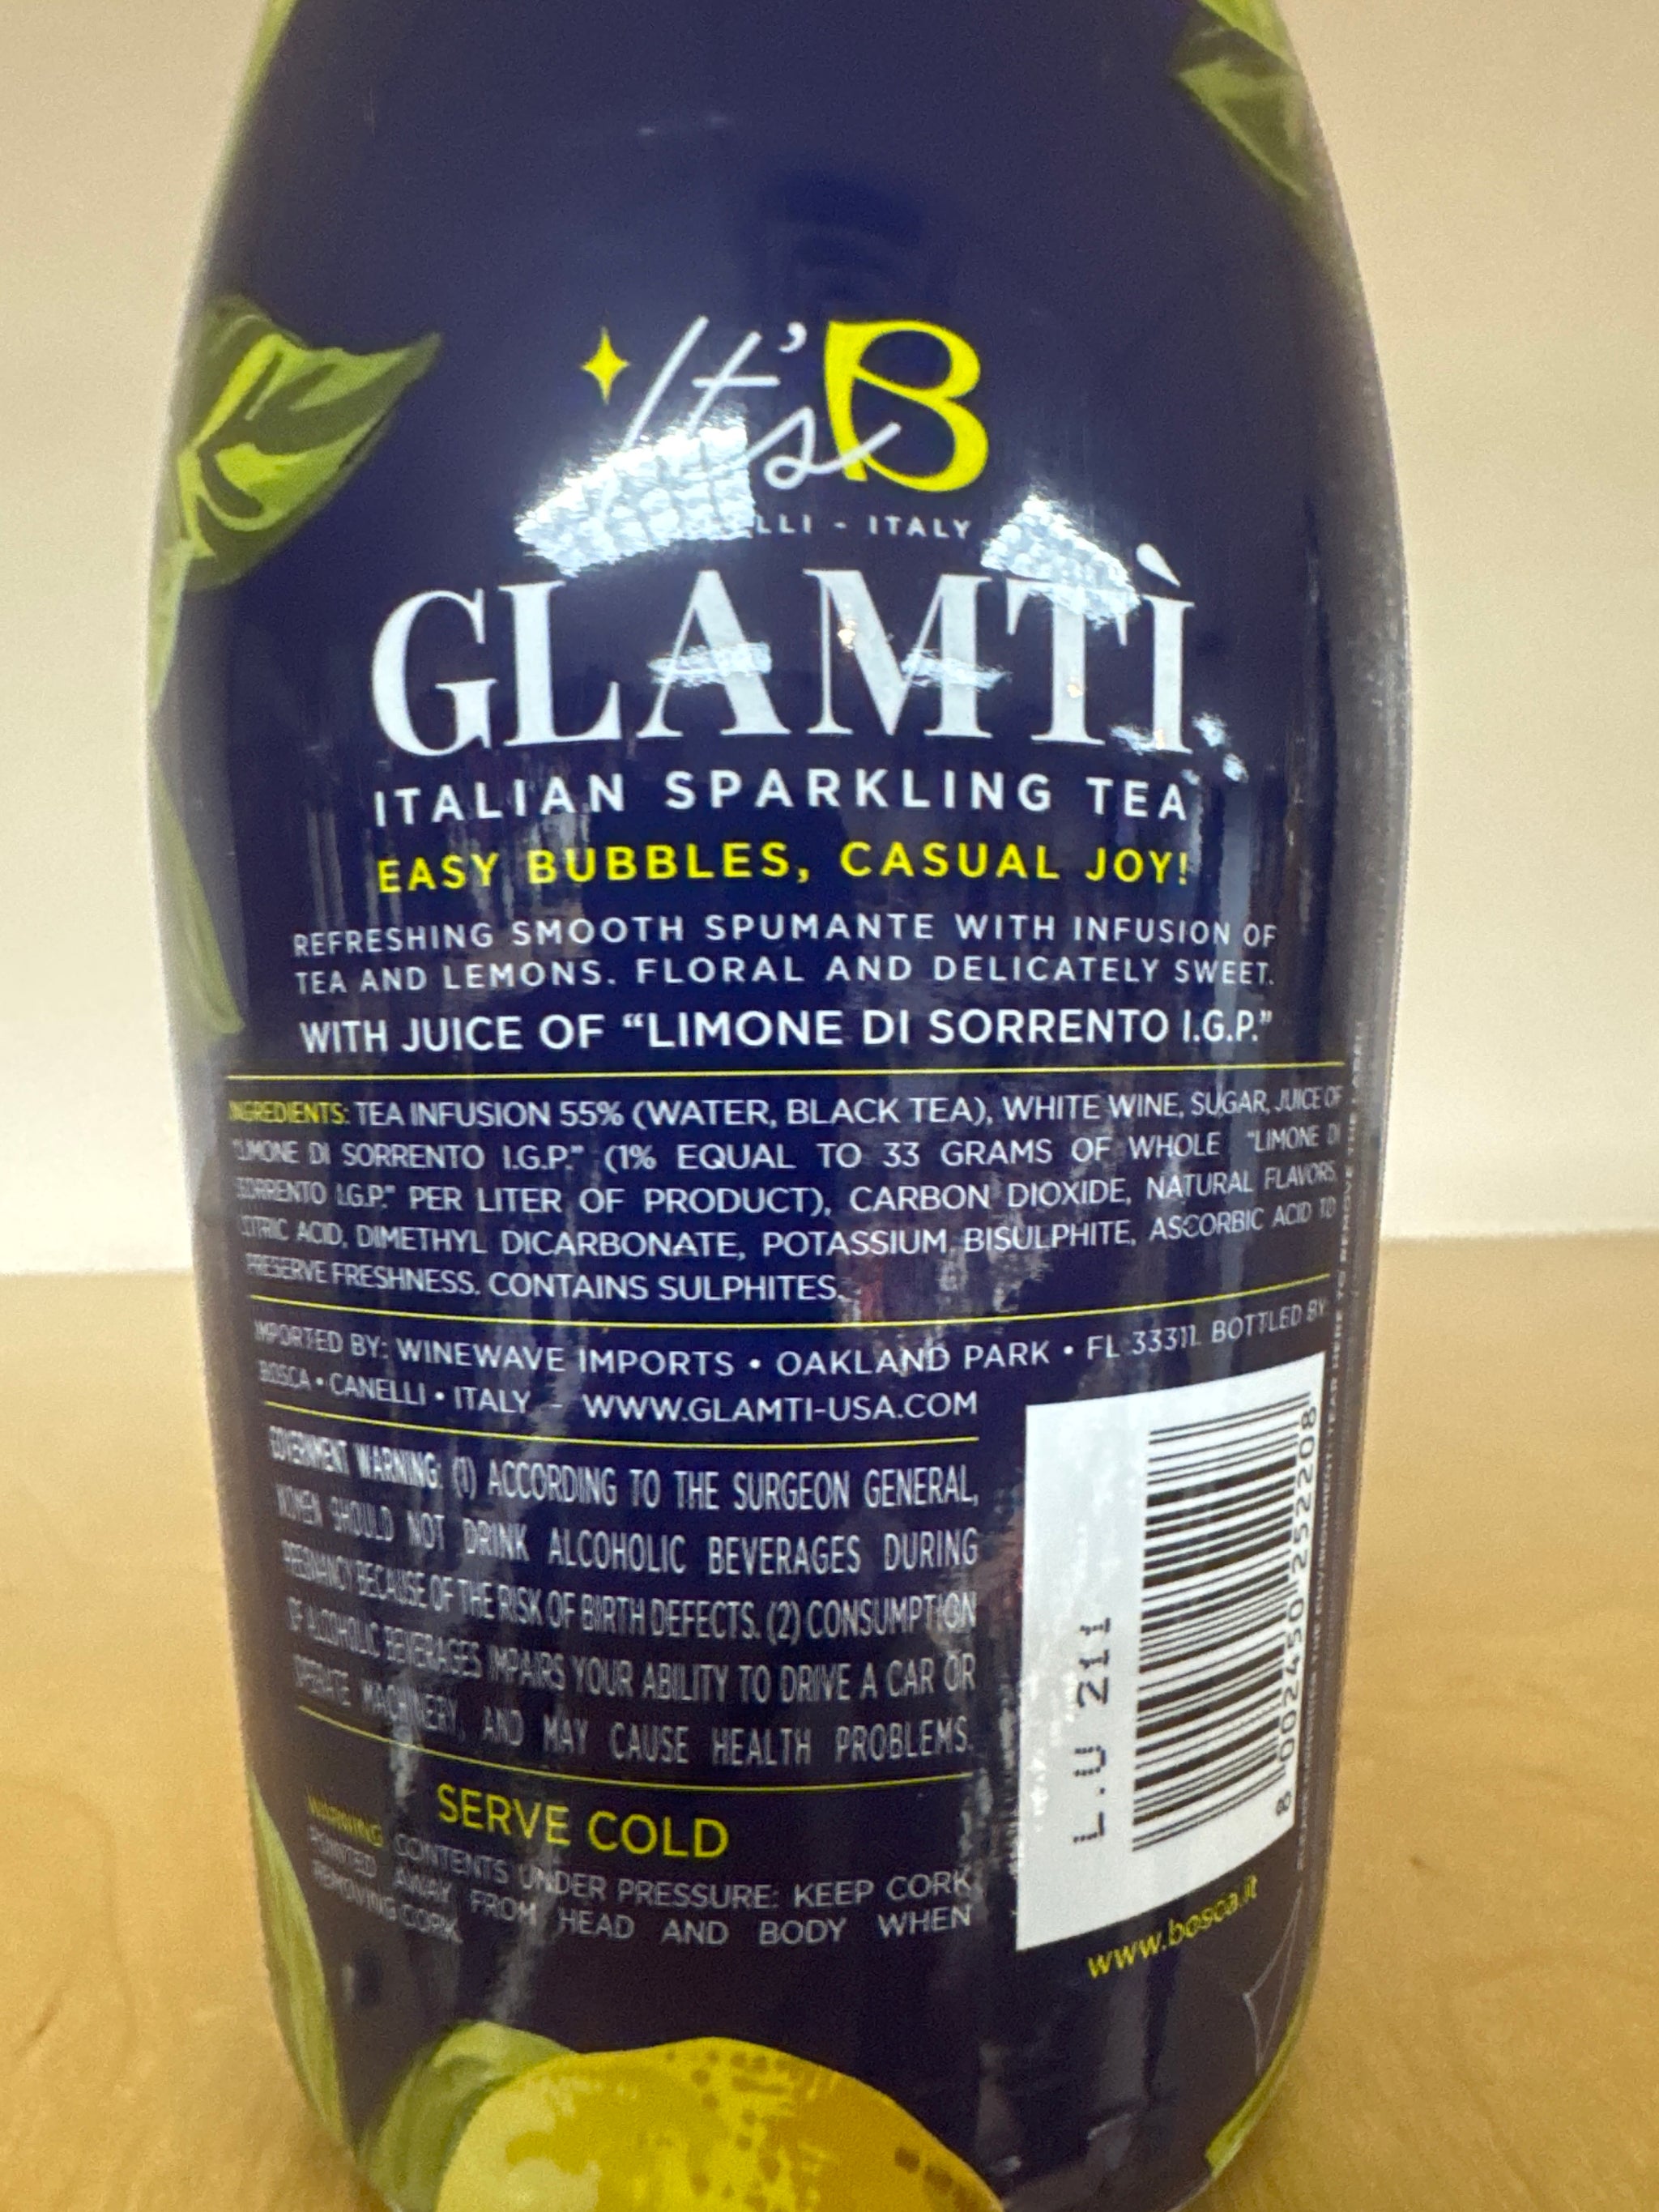 It's B
LLI - ITALY
GLAMTÌ
ITALIAN SPARKLING TEA
EASY BUBBLES, CASUAL JOY!
REFRESHING SMOOTH SPUMANTE WITH INFUSION OF
TEA AND LEMONS. FLORAL AND DELICATELY SWEET.
WITH JUICE OF “LIMONE DI SORRENTO I.G.P.”
INGREDIENTS: TEA INFUSION 55% (WATER, BLACK TEA), WHITE WINE, SUGAR, JUICE OF
“LIMONE DI SORRENTO I.G.P.” (1% EQUAL TO 33 GRAMS OF WHOLE “LIMONE DI
SORRENTO I.G.P.” PER LITER OF PRODUCT), CARBON DIOXIDE, NATURAL FLAVORS,
CITRIC ACID, DIMETHYL DICARBONATE, POTASSIUM BISULPHITE, ASCORBIC ACID TO
PRESERVE FRESHNESS. CONTAINS SULPHITES.
IMPORTED BY: WINEWAVE IMPORTS • OAKLAND PARK • FL 33311. BOTTLED BY:
BOSCA • CANELLI • ITALY - WWW.GLAMTI-USA.COM
GOVERNMENT WARNING: (1) ACCORDING TO THE SURGEON GENERAL,
WOMEN SHOULD NOT DRINK ALCOHOLIC BEVERAGES DURING
PREGNANCY BECAUSE OF THE RISK OF BIRTH DEFECTS. (2) CONSUMPTION
OF ALCOHOLIC BEVERAGES IMPAIRS YOUR ABILITY TO DRIVE A CAR OR
OPERATE MACHINERY, AND MAY CAUSE HEALTH PROBLEMS.
SERVE COLD
WARNING CONTENTS UNDER PRESSURE: KEEP CORK
POINTED AWAY FROM HEAD AND BODY WHEN
REMOVING CORK.
L.U 211
8 002450 252208
www.bosca.it
THE ENVIRONMENT: TEAR HERE TO REMOVE THE LABEL